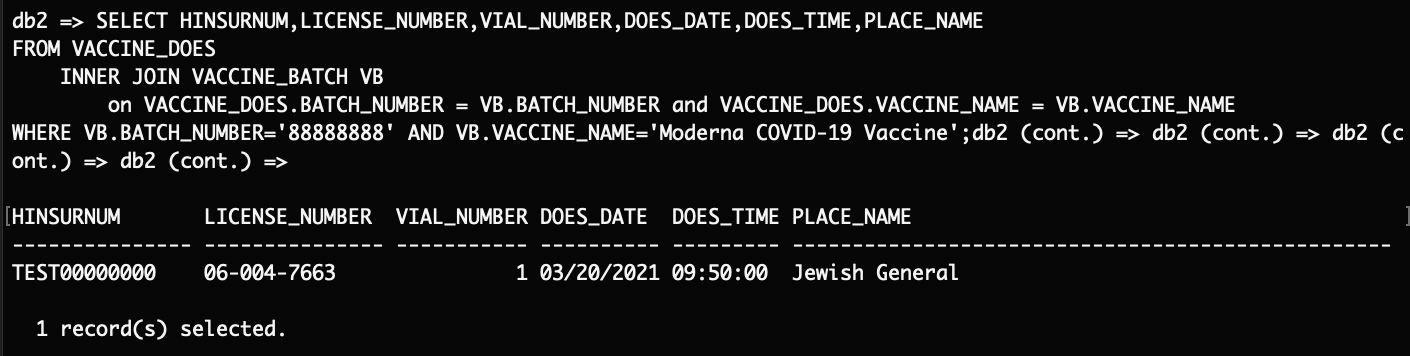 db2 => SELECT HINSURNUM,LICENSE_NUMBER,VIAL_NUMBER,DOES_DATE,DOES_TIME,PLACE_NAME
FROM VACCINE_DOES
    INNER JOIN VACCINE_BATCH VB
        on VACCINE_DOES.BATCH_NUMBER = VB.BATCH_NUMBER and VACCINE_DOES.VACCINE_NAME = VB.VACCINE_NAME
WHERE VB.BATCH_NUMBER='88888888' AND VB.VACCINE_NAME='Moderna COVID-19 Vaccine';db2 (cont.) => db2 (cont.) => db2 (c
ont.) => db2 (cont.) =>
[HINSURNUM       LICENSE_NUMBER  VIAL_NUMBER DOES_DATE  DOES_TIME PLACE_NAME                                         ]
--------------- --------------- ----------- ---------- --------- --------------------------------------------------
TEST00000000    06-004-7663               1 03/20/2021 09:50:00  Jewish General
  1 record(s) selected.